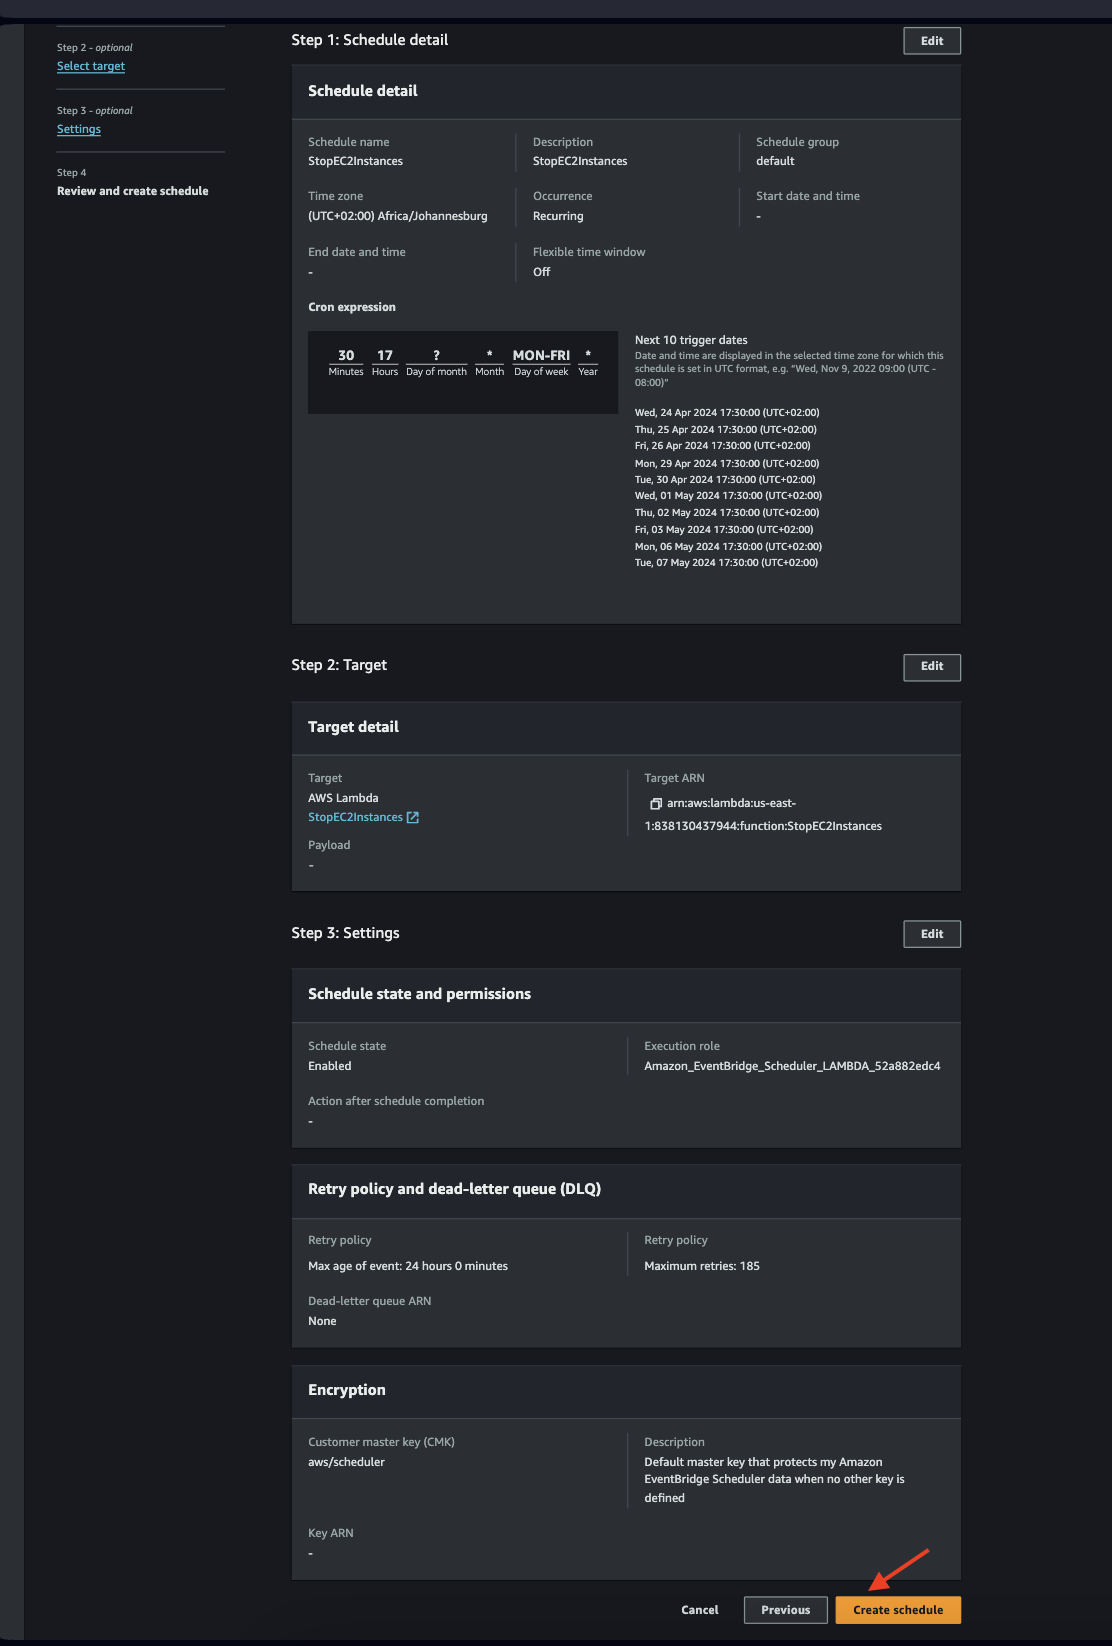 Step 2 - optional
Select target
Step 3 - optional
Settings
Step 4
Review and create schedule
Step 1: Schedule detail
Edit
Schedule detail
Schedule name
StopEC2Instances
Description
StopEC2Instances
Schedule group
default
Time zone
(UTC+02:00) Africa/Johannesburg
Occurrence
Recurring
Start date and time
-
End date and time
-
Flexible time window
Off
Cron expression
30 17 ? * MON-FRI *
Minutes Hours Day of month Month Day of week Year
Next 10 trigger dates
Date and time are displayed in the selected time zone for which this
schedule is set in UTC format, e.g. "Wed, Nov 9, 2022 09:00 (UTC -
08:00)"
Wed, 24 Apr 2024 17:30:00 (UTC+02:00)
Thu, 25 Apr 2024 17:30:00 (UTC+02:00)
Fri, 26 Apr 2024 17:30:00 (UTC+02:00)
Mon, 29 Apr 2024 17:30:00 (UTC+02:00)
Tue, 30 Apr 2024 17:30:00 (UTC+02:00)
Wed, 01 May 2024 17:30:00 (UTC+02:00)
Thu, 02 May 2024 17:30:00 (UTC+02:00)
Fri, 03 May 2024 17:30:00 (UTC+02:00)
Mon, 06 May 2024 17:30:00 (UTC+02:00)
Tue, 07 May 2024 17:30:00 (UTC+02:00)
Step 2: Target
Edit
Target detail
Target
AWS Lambda
StopEC2Instances
Payload
-
Target ARN
arn:aws:lambda:us-east-
1:838130437944:function:StopEC2Instances
Step 3: Settings
Edit
Schedule state and permissions
Schedule state
Enabled
Execution role
Amazon_EventBridge_Scheduler_LAMBDA_52a882edc4
Action after schedule completion
-
Retry policy and dead-letter queue (DLQ)
Retry policy
Max age of event: 24 hours 0 minutes
Retry policy
Maximum retries: 185
Dead-letter queue ARN
None
Encryption
Customer master key (CMK)
aws/scheduler
Description
Default master key that protects my Amazon
EventBridge Scheduler data when no other key is
defined
Key ARN
-
Cancel
Previous
Create schedule